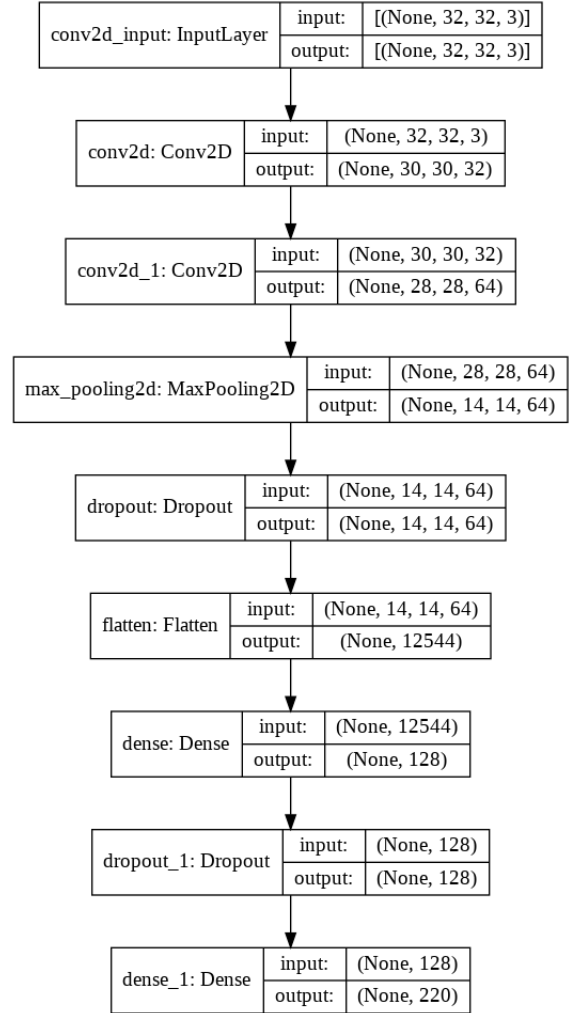 conv2d_input: InputLayer
input: [(None, 32, 32, 3)]
output: [(None, 32, 32, 3)]
conv2d: Conv2D
input: (None, 32, 32, 3)
output: (None, 30, 30, 32)
conv2d_1: Conv2D
input: (None, 30, 30, 32)
output: (None, 28, 28, 64)
max_pooling2d: MaxPooling2D
input: (None, 28, 28, 64)
output: (None, 14, 14, 64)
dropout: Dropout
input: (None, 14, 14, 64)
output: (None, 14, 14, 64)
flatten: Flatten
input: (None, 14, 14, 64)
output: (None, 12544)
dense: Dense
input: (None, 12544)
output: (None, 128)
dropout_1: Dropout
input: (None, 128)
output: (None, 128)
dense_1: Dense
input: (None, 128)
output: (None, 220)